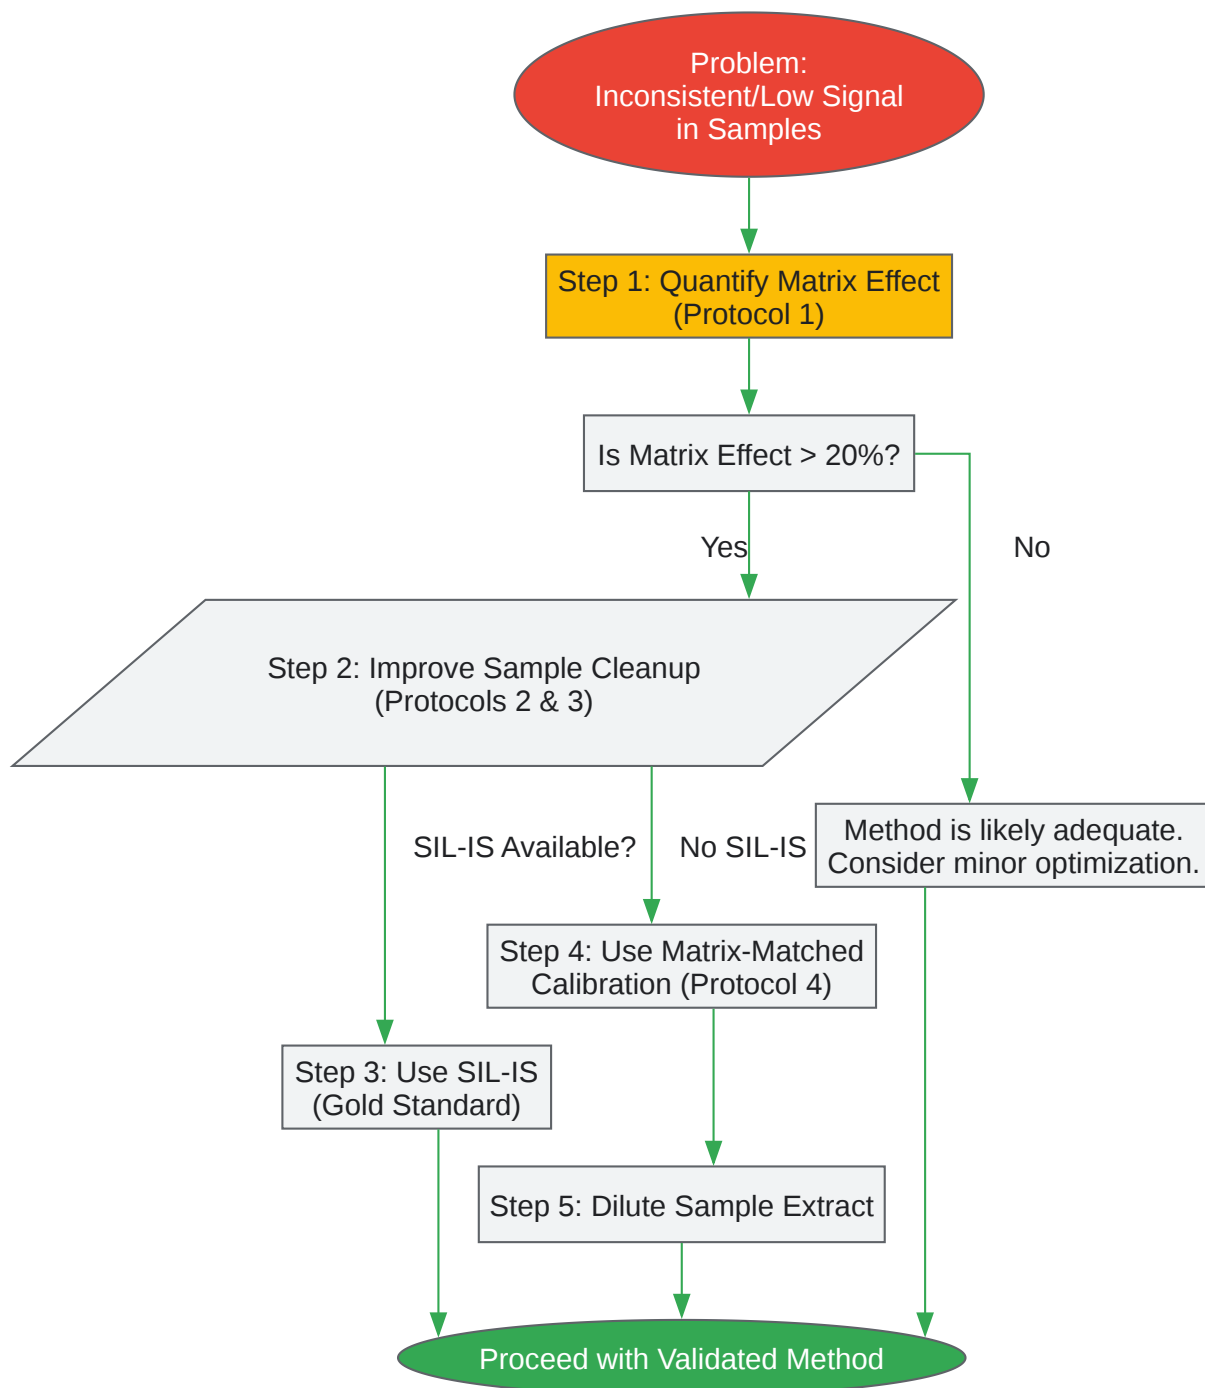 Problem:
Inconsistent/Low Signal
in Samples
Step 1: Quantify Matrix Effect
(Protocol 1)
Is Matrix Effect > 20%?
Yes
No
Step 2: Improve Sample Cleanup
(Protocols 2 & 3)
SIL-IS Available?
No SIL-IS
Method is likely adequate.
Consider minor optimization.
Step 4: Use Matrix-Matched
Calibration (Protocol 4)
Step 3: Use SIL-IS
(Gold Standard)
Step 5: Dilute Sample Extract
Proceed with Validated Method